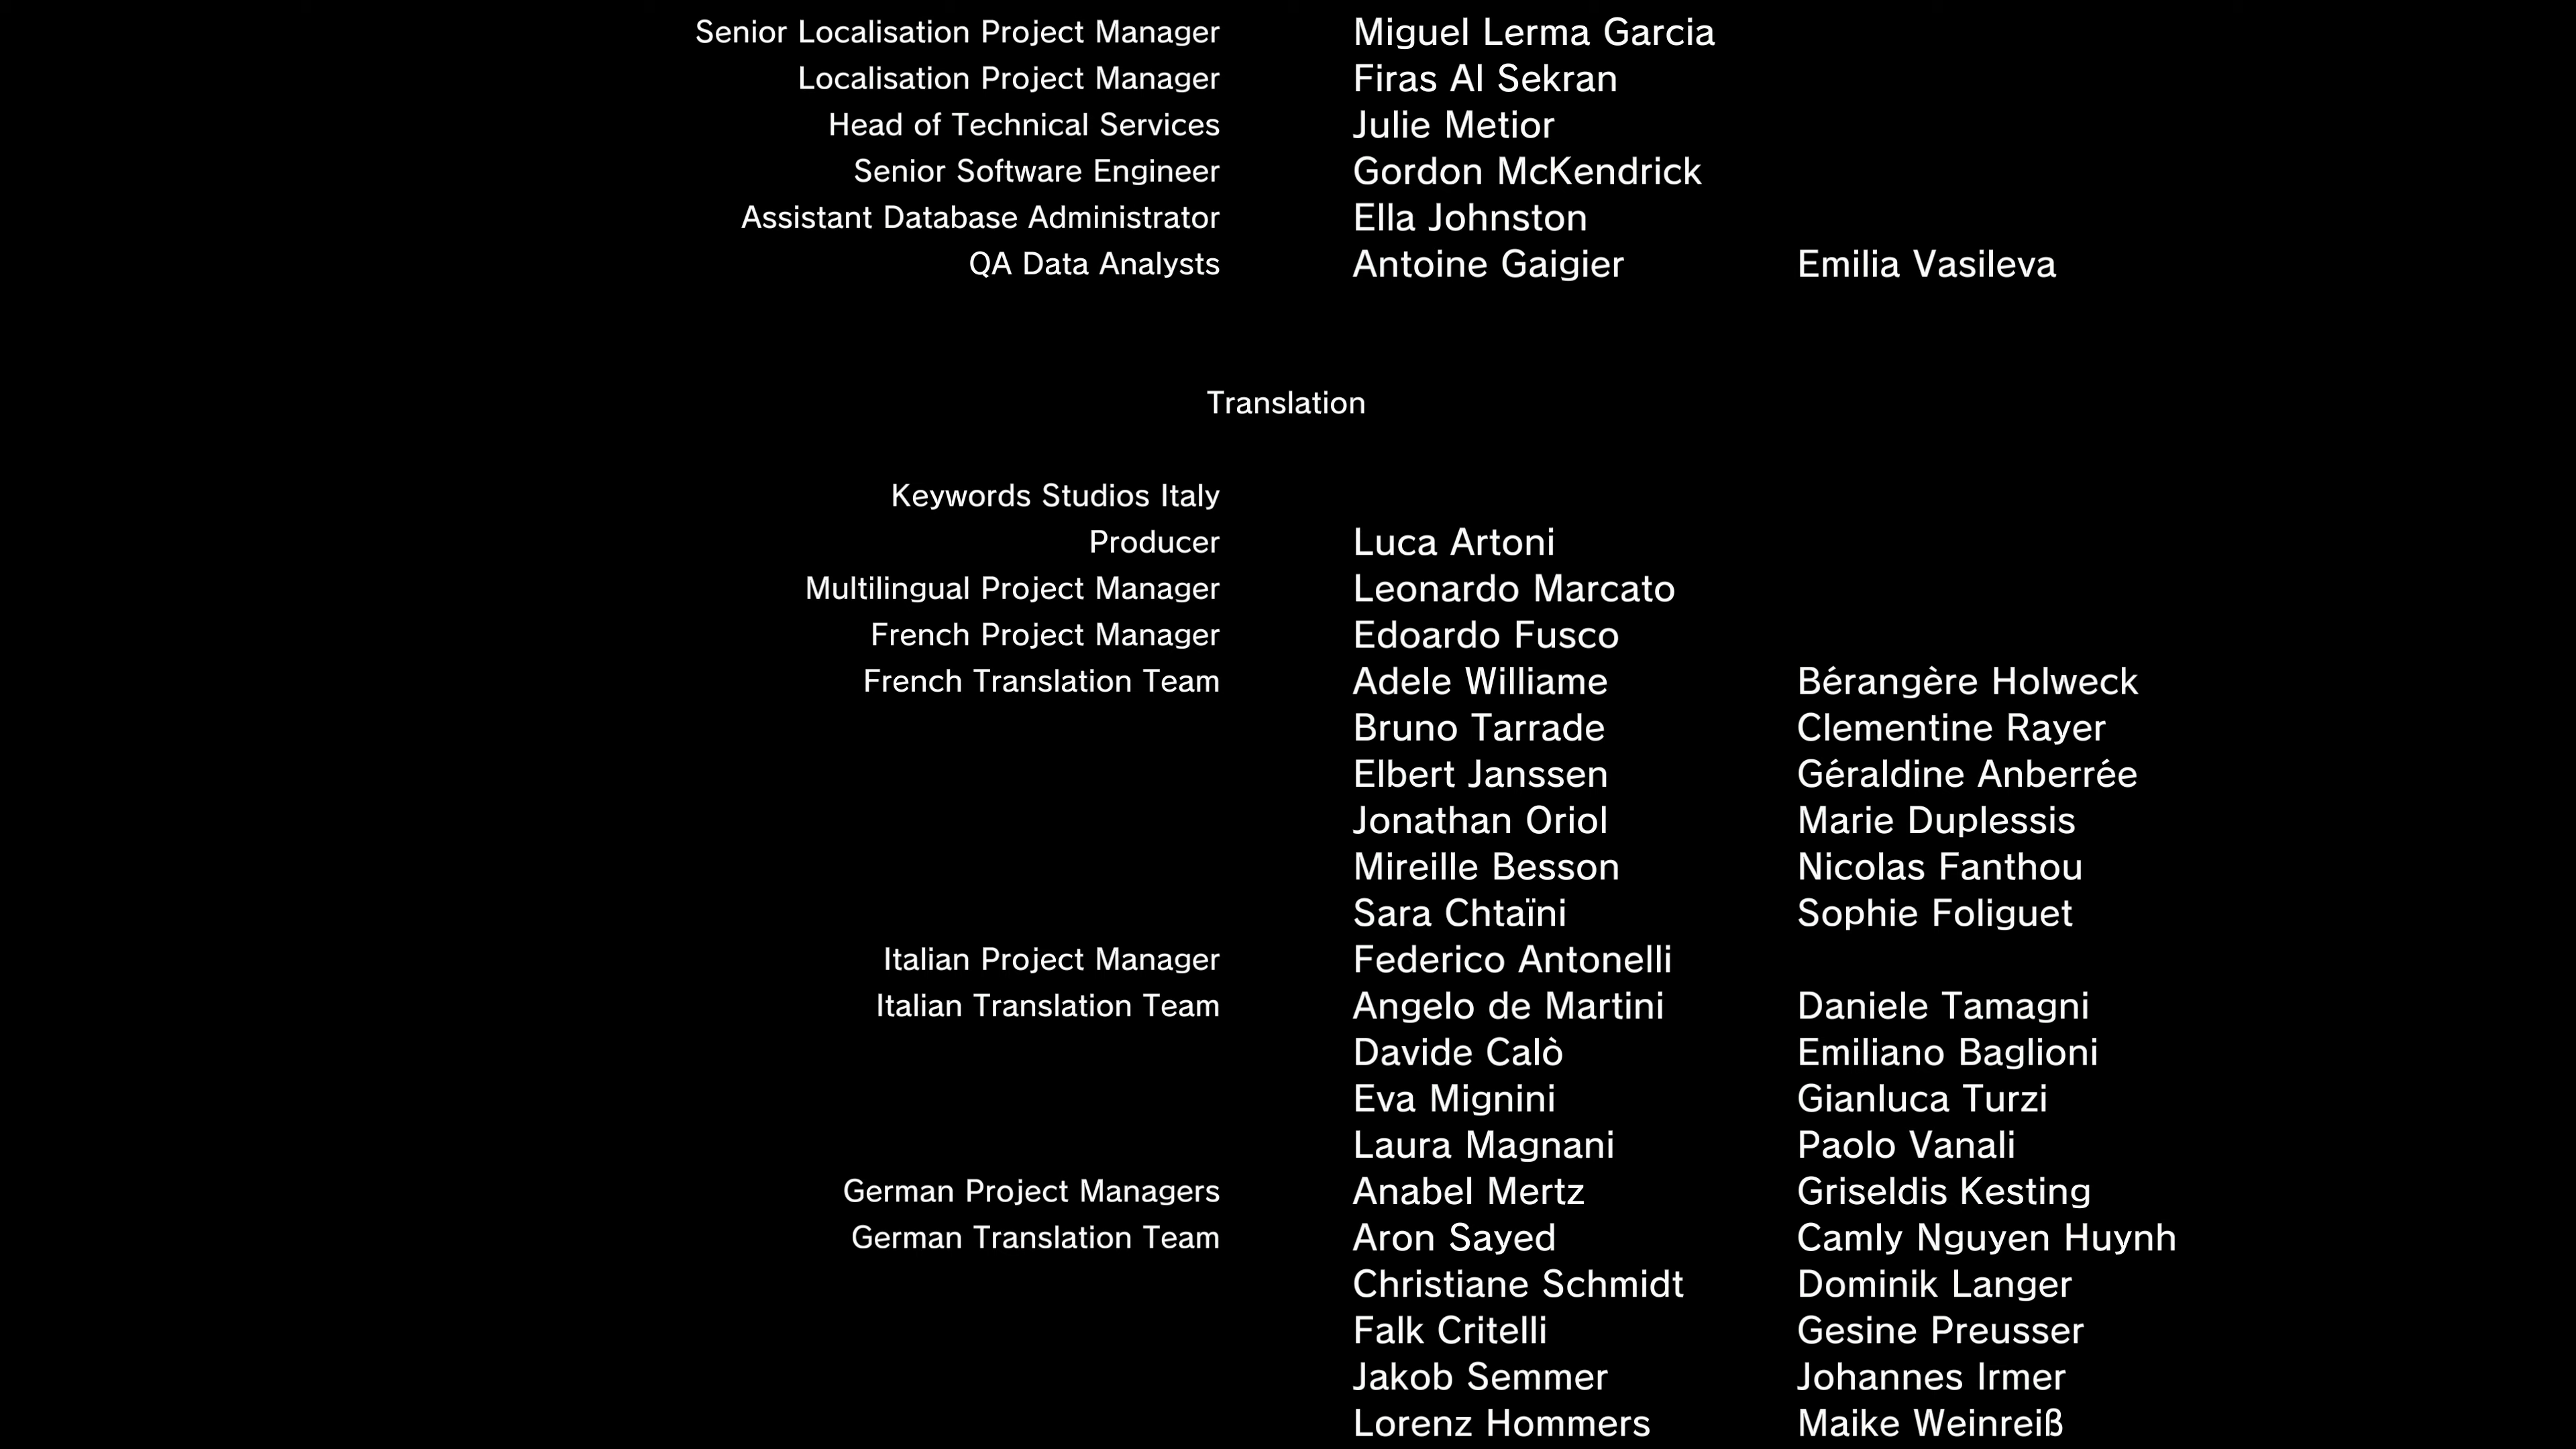 Senior Localisation Project Manager Miguel Lerma Garcia
Localisation Project Manager Firas Al Sekran
Head of Technical Services Julie Metior
Senior Software Engineer Gordon McKendrick
Assistant Database Administrator Ella Johnston
QA Data Analysts Antoine Gaigier Emilia Vasileva
Translation
Keywords Studios Italy
Producer Luca Artoni
Multilingual Project Manager Leonardo Marcato
French Project Manager Edoardo Fusco
French Translation Team Adele Williame Bérangère Holweck
Bruno Tarrade Clementine Rayer
Elbert Janssen Géraldine Anberrée
Jonathan Oriol Marie Duplessis
Mireille Besson Nicolas Fanthou
Sara Chtaïni Sophie Foliguet
Italian Project Manager Federico Antonelli
Italian Translation Team Angelo de Martini Daniele Tamagni
Davide Calò Emiliano Baglioni
Eva Mignini Gianluca Turzi
Laura Magnani Paolo Vanali
German Project Managers Anabel Mertz Griseldis Kesting
German Translation Team Aron Sayed Camly Nguyen Huynh
Christiane Schmidt Dominik Langer
Falk Critelli Gesine Preusser
Jakob Semmer Johannes Irmer
Lorenz Hommers Maike Weinreiß